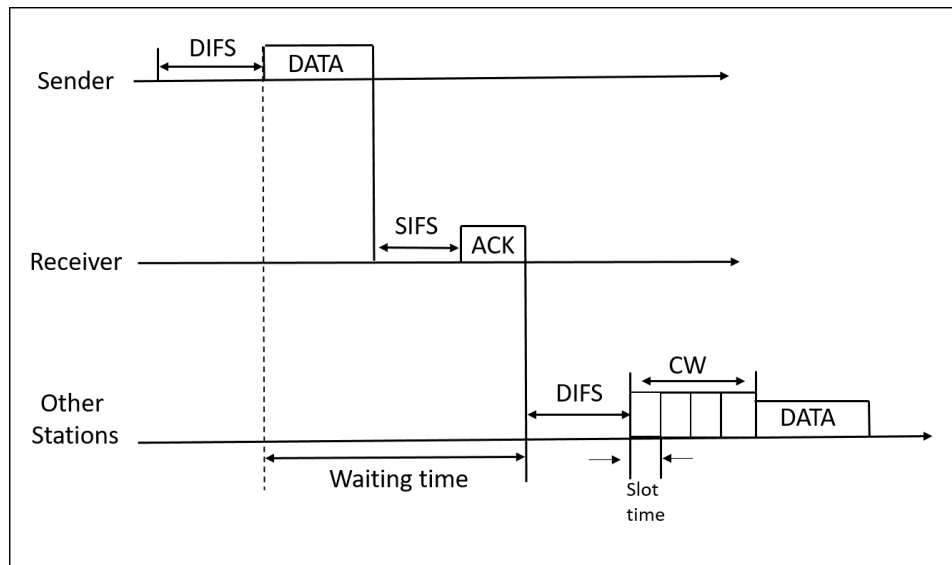 DIFS
DATA
Sender
SIFS
ACK
Receiver
CW
DIFS
Other
Stations
DATA
Waiting time
Slot
time